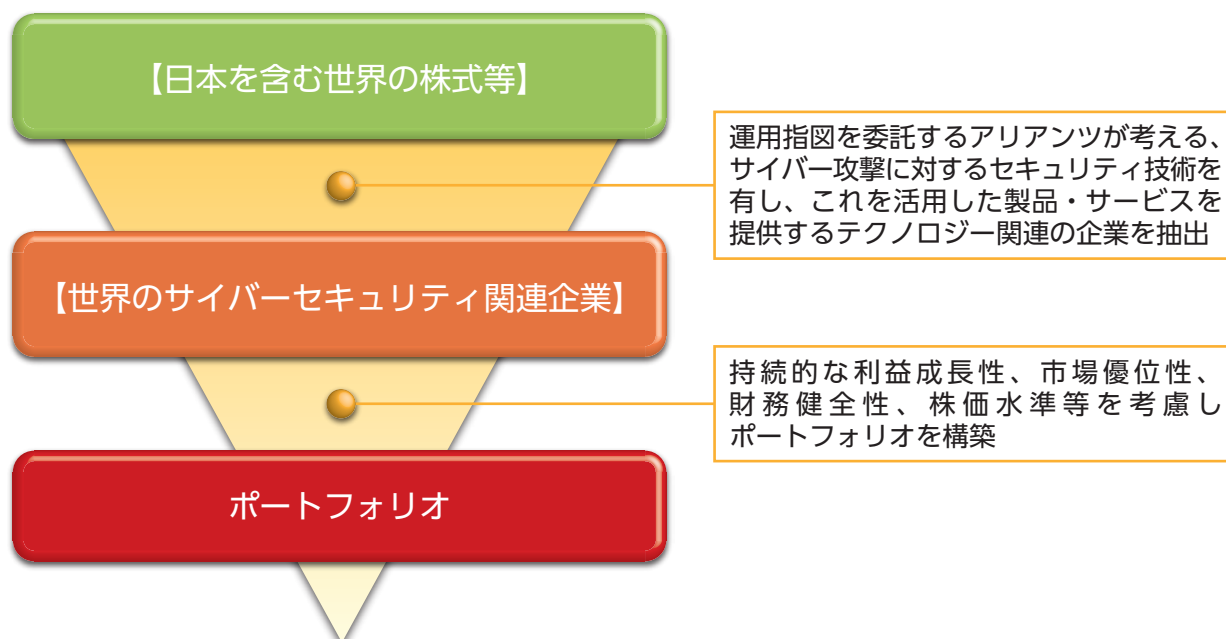 【日本を含む世界の株式等】
運用指図を委託するアリアンツが考える、
サイバー攻撃に対するセキュリティ技術を
有し、これを活用した製品・サービスを
提供するテクノロジー関連の企業を抽出
【世界のサイバーセキュリティ関連企業】
持続的な利益成長性、市場優位性、
財務健全性、株価水準等を考慮し
ポートフォリオを構築
ポートフォリオ